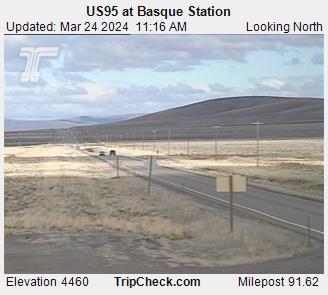 US95 at Basque Station
Updated: Mar 24 2024 11:16 AM Looking North
Elevation 4460 TripCheck.com Milepost 91.62